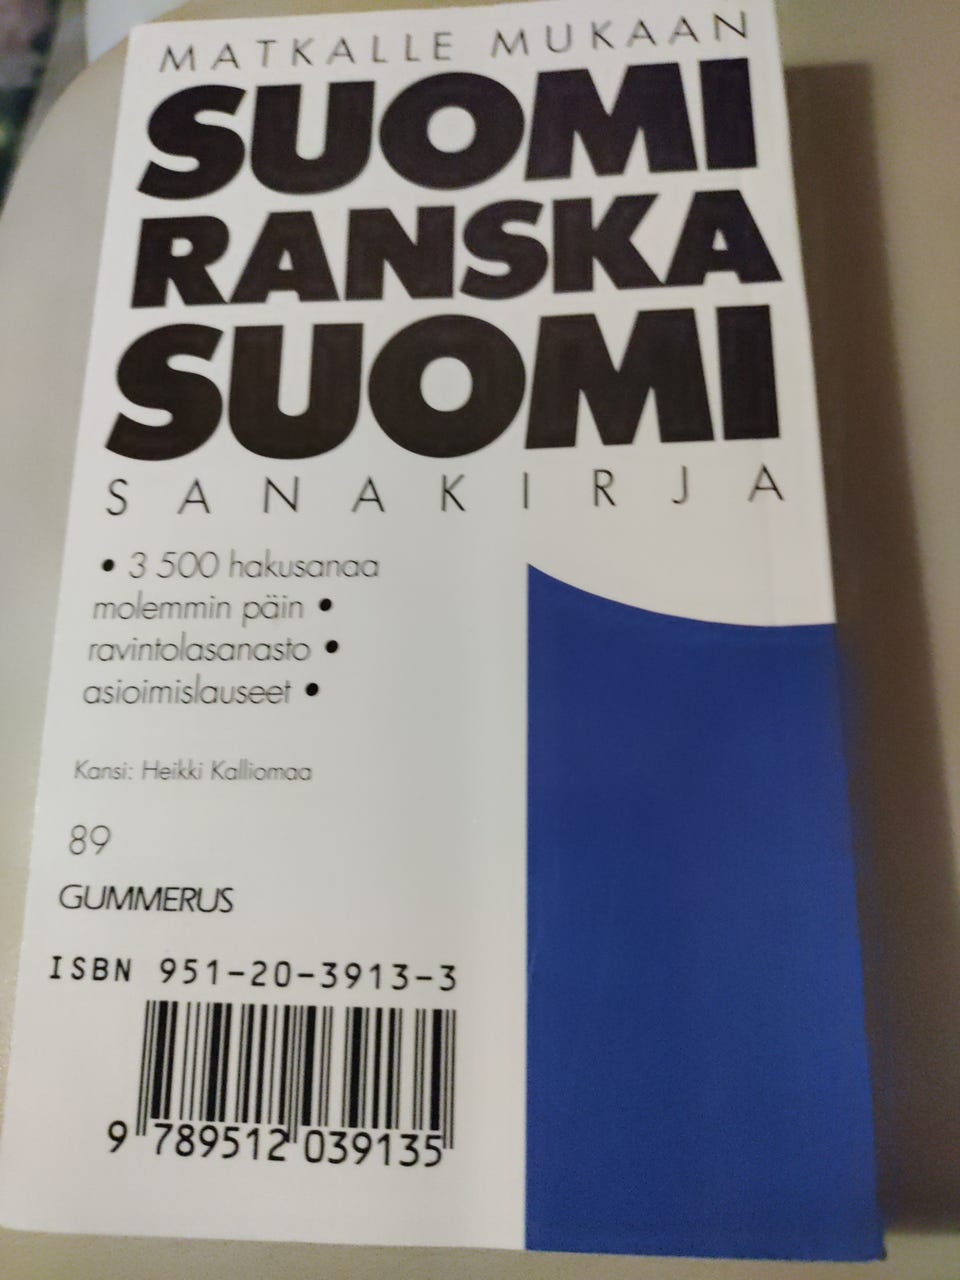 MATKALLE MUKAAN
SUOMI
RANSKA
SUOMI
SANAKIRJA
• 3 500 hakusanaa
molemmin päin •
ravintolasanasto •
asioimislauseet •
Kansi: Heikki Kalliomaa
89
GUMMERUS
ISBN 951-20-3913-3
9 789512 039135